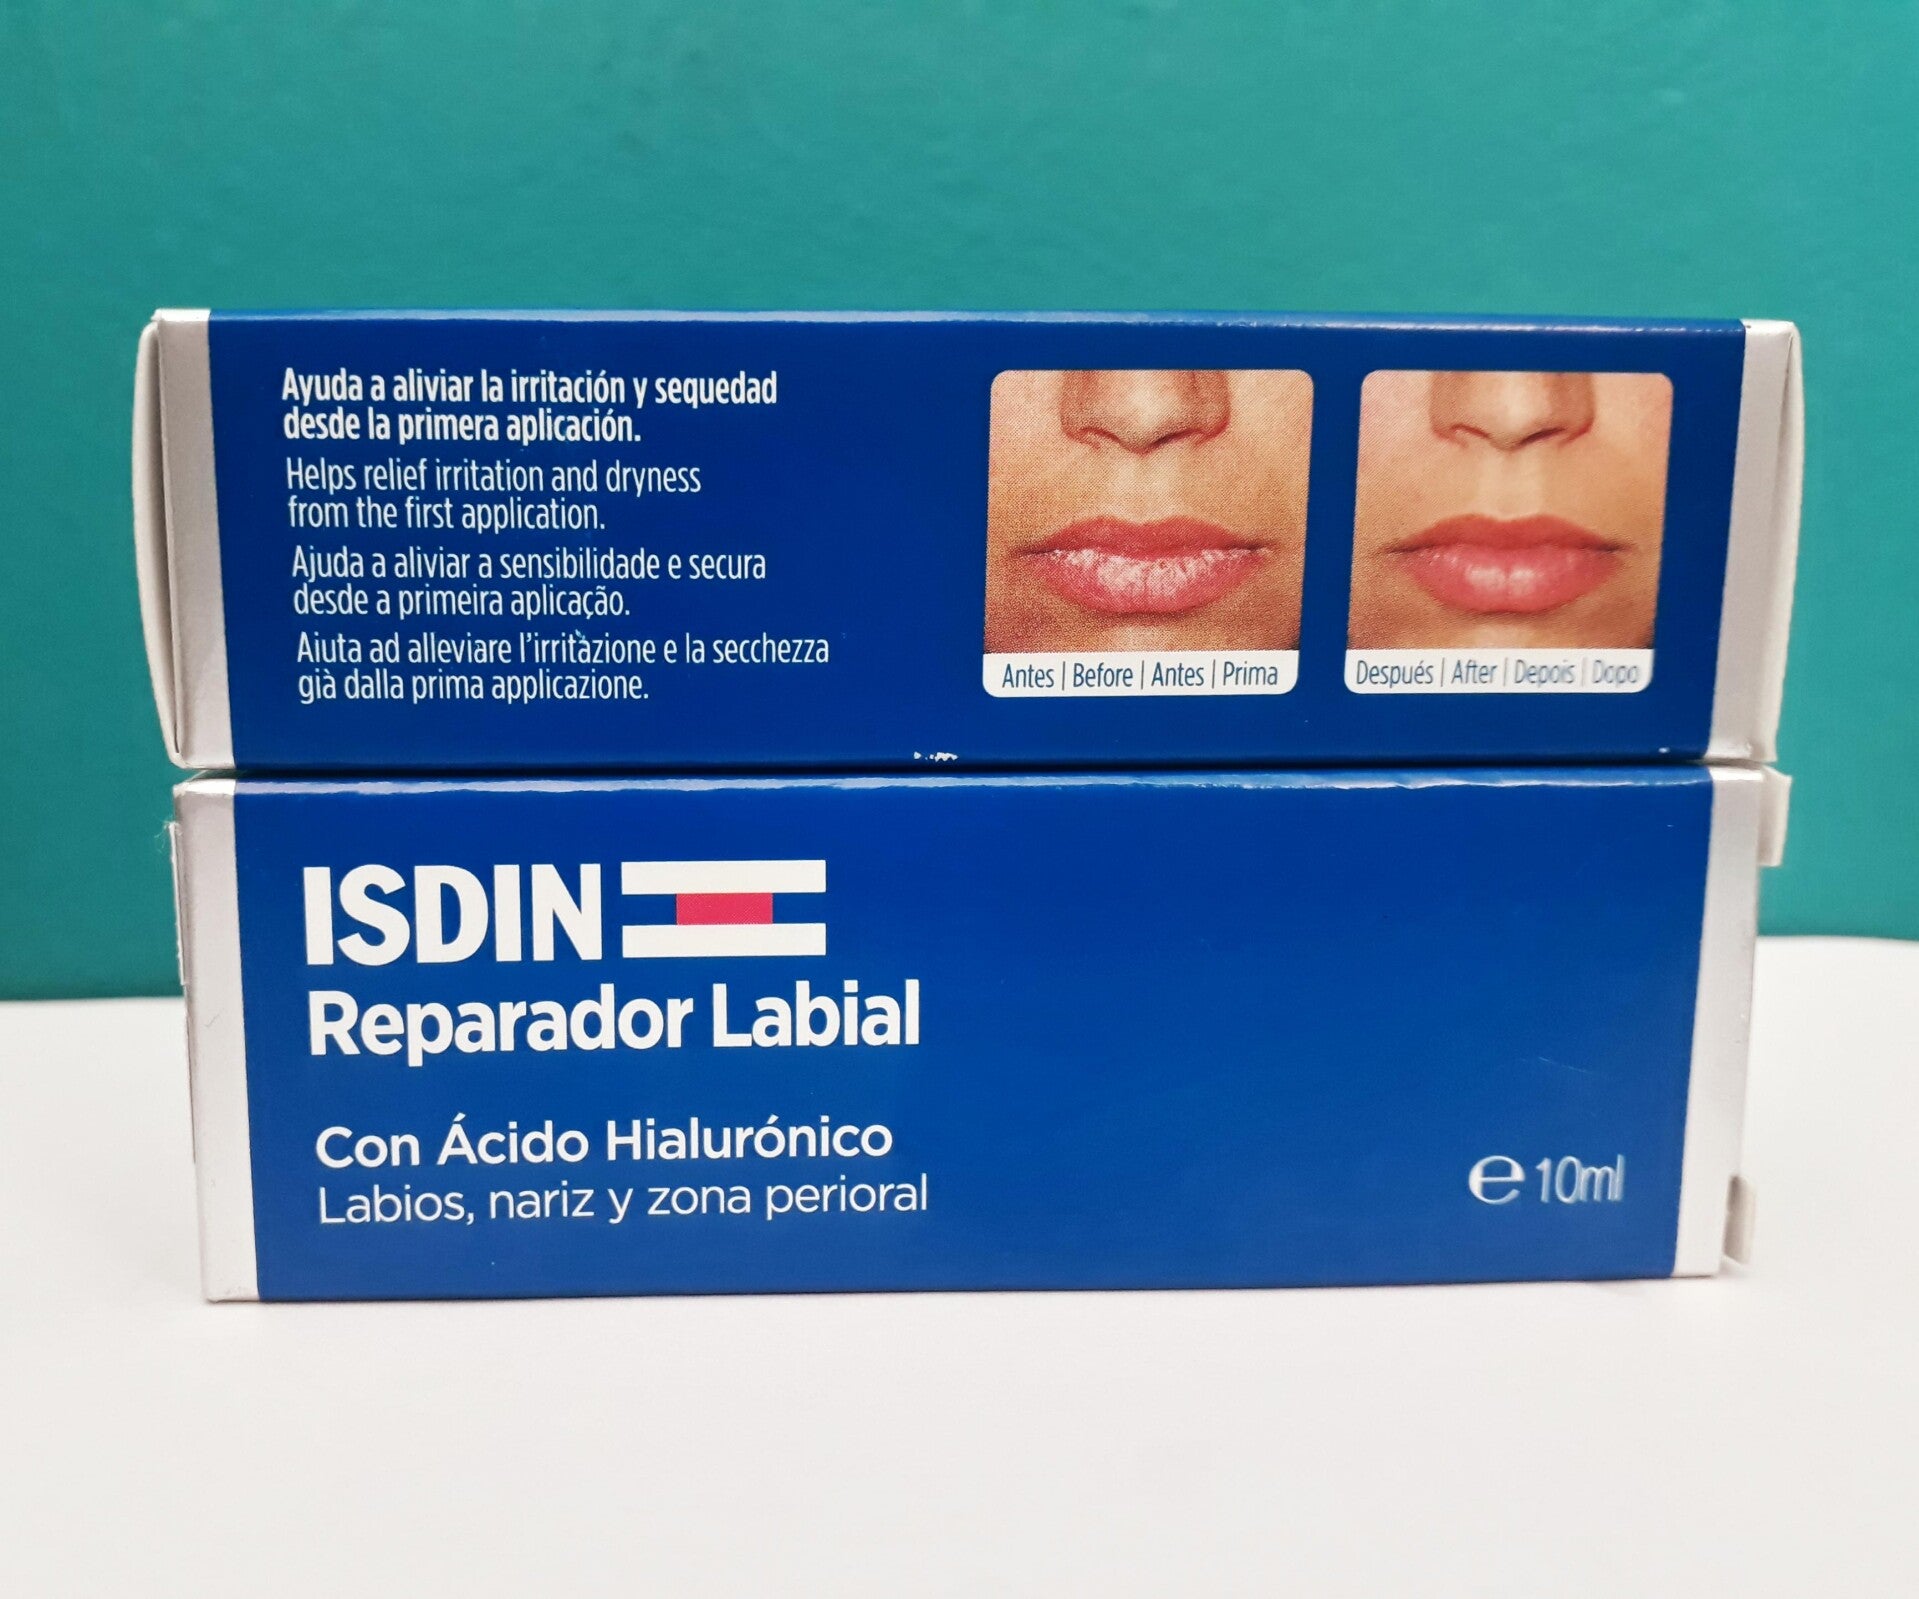 Ayuda a aliviar la irritación y sequedad
desde la primera aplicación.
Helps relief irritation and dryness
from the first application.
Ajuda a aliviar a sensibilidade e secura
desde a primeira aplicação.
Aiuta ad alleviare l'irritazione e la secchezza
già dalla prima applicazione.
Antes | Before | Antes | Prima
Después | After | Depois | Dopo
ISDIN
Reparador Labial
Con Ácido Hialurónico
Labios, nariz y zona perioral
℮ 10ml